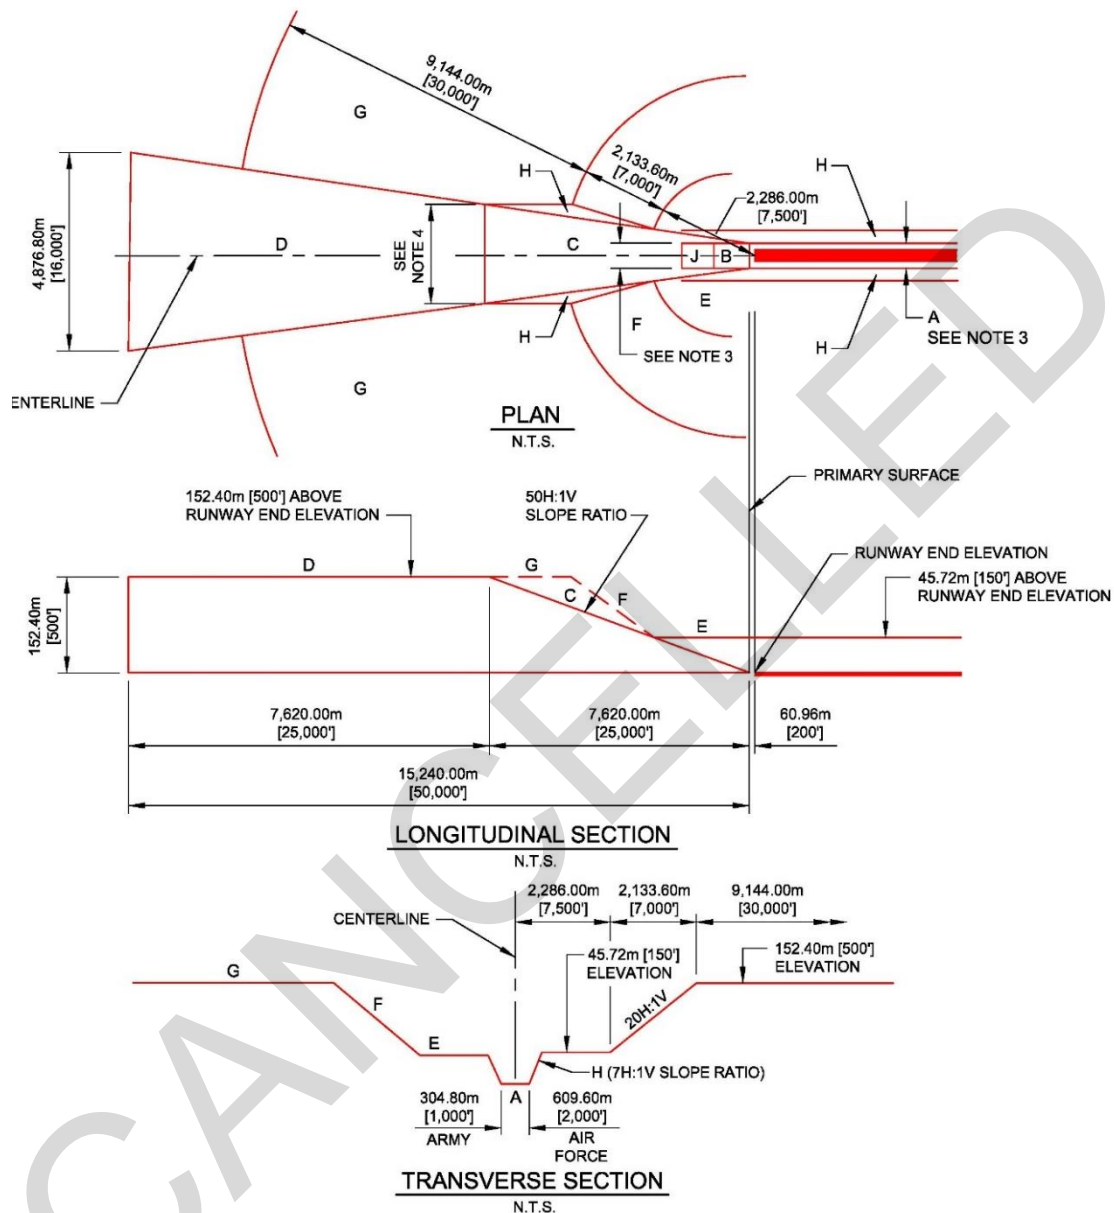 9,144.00m
[30,000']
G
2,133.60m
[7,000']
H
H
2,286.00m
[7,500']
4,876.80m
[16,000']
D
SEE
NOTE 4
C
J
B
E
H
F
H
A
SEE NOTE 3
SEE NOTE 3
G
ENTERLINE
PLAN
N.T.S.
PRIMARY SURFACE
152.40m [500'] ABOVE
RUNWAY END ELEVATION
50H:1V
SLOPE RATIO
RUNWAY END ELEVATION
45.72m [150'] ABOVE
RUNWAY END ELEVATION
D
G
C
F
E
152.40m
[500']
7,620.00m
[25,000']
7,620.00m
[25,000']
60.96m
[200']
15,240.00m
[50,000']
LONGITUDINAL SECTION
N.T.S.
CENTERLINE
2,286.00m
[7,500']
2,133.60m
[7,000']
9,144.00m
[30,000']
45.72m [150']
ELEVATION
152.40m [500']
ELEVATION
G
F
E
20H:1V
H (7H:1V SLOPE RATIO)
304.80m
[1,000']
ARMY
A
609.60m
[2,000']
AIR
FORCE
TRANSVERSE SECTION
N.T.S.
CANCELLED